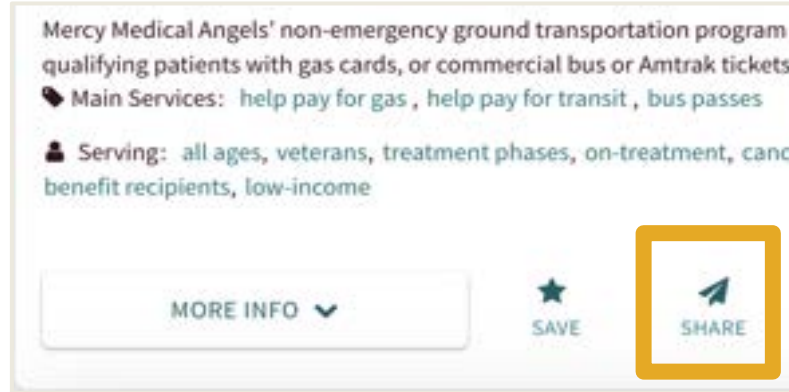 Mercy Medical Angels' non-emergency ground transportation program
qualifying patients with gas cards, or commercial bus or Amtrak tickets
Main Services: help pay for gas , help pay for transit , bus passes
Serving: all ages, veterans, treatment phases, on-treatment, canc
benefit recipients, low-income
MORE INFO
SAVE
SHARE